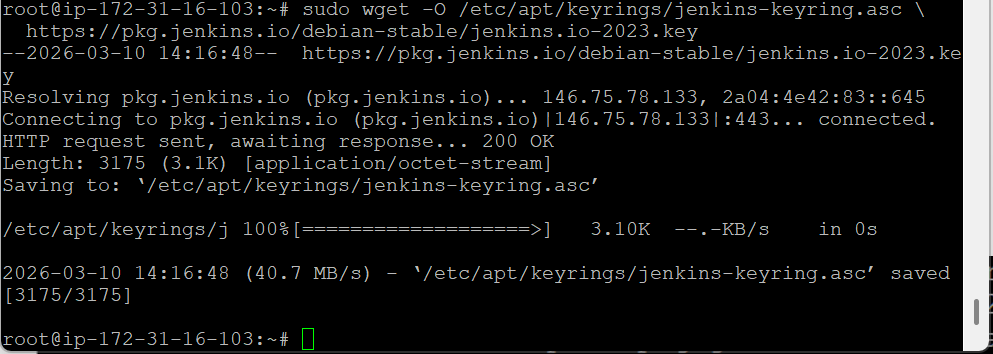 root@ip-172-31-16-103:~# sudo wget -O /etc/apt/keyrings/jenkins-keyring.asc \
  https://pkg.jenkins.io/debian-stable/jenkins.io-2023.key
--2026-03-10 14:16:48--  https://pkg.jenkins.io/debian-stable/jenkins.io-2023.ke
y
Resolving pkg.jenkins.io (pkg.jenkins.io)... 146.75.78.133, 2a04:4e42:83::645
Connecting to pkg.jenkins.io (pkg.jenkins.io)|146.75.78.133|:443... connected.
HTTP request sent, awaiting response... 200 OK
Length: 3175 (3.1K) [application/octet-stream]
Saving to: ‘/etc/apt/keyrings/jenkins-keyring.asc’

/etc/apt/keyrings/j 100%[===================>]   3.10K  --.-KB/s    in 0s

2026-03-10 14:16:48 (40.7 MB/s) - ‘/etc/apt/keyrings/jenkins-keyring.asc’ saved
[3175/3175]

root@ip-172-31-16-103:~#